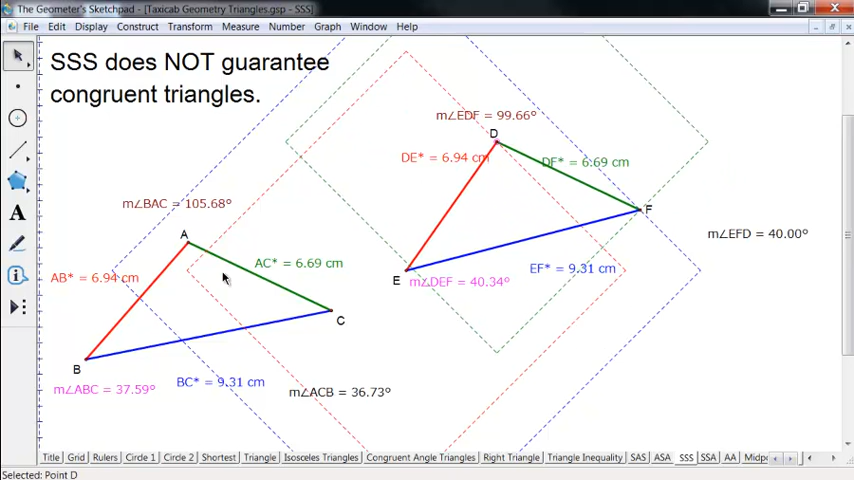 The Geometer's Sketchpad - [Taxicab Geometry Triangles.gsp - SSS]
File Edit Display Construct Transform Measure Number Graph Window Help
SSS does NOT guarantee
congruent triangles.
m∠EDF = 99.66°
D
DE* = 6.94 cm
DF* = 6.69 cm
m∠BAC = 105.68°
F
A
m∠EFD = 40.00°
AC* = 6.69 cm
AB* = 6.94 cm
EF* = 9.31 cm
E
m∠DEF = 40.34°
C
B
BC* = 9.31 cm
m∠ABC = 37.59°
m∠ACB = 36.73°
Title Grid Rulers Circle 1 Circle 2 Shortest Triangle Isosceles Triangles Congruent Angle Triangles Right Triangle Triangle Inequality SAS ASA SSS SSA AA Midpo
Selected: Point D